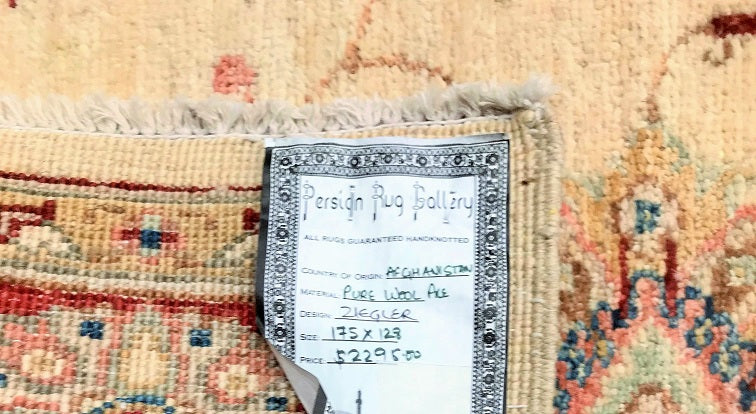 Persian Rug Gallery
ALL RUGS GUARANTEED HANDKNOTTED
COUNTRY OF ORIGIN: AFGHANISTAN
MATERIAL: PURE WOOL PILE
DESIGN: ZIEGLER
SIZE: 175 X 128
PRICE: $2295.00